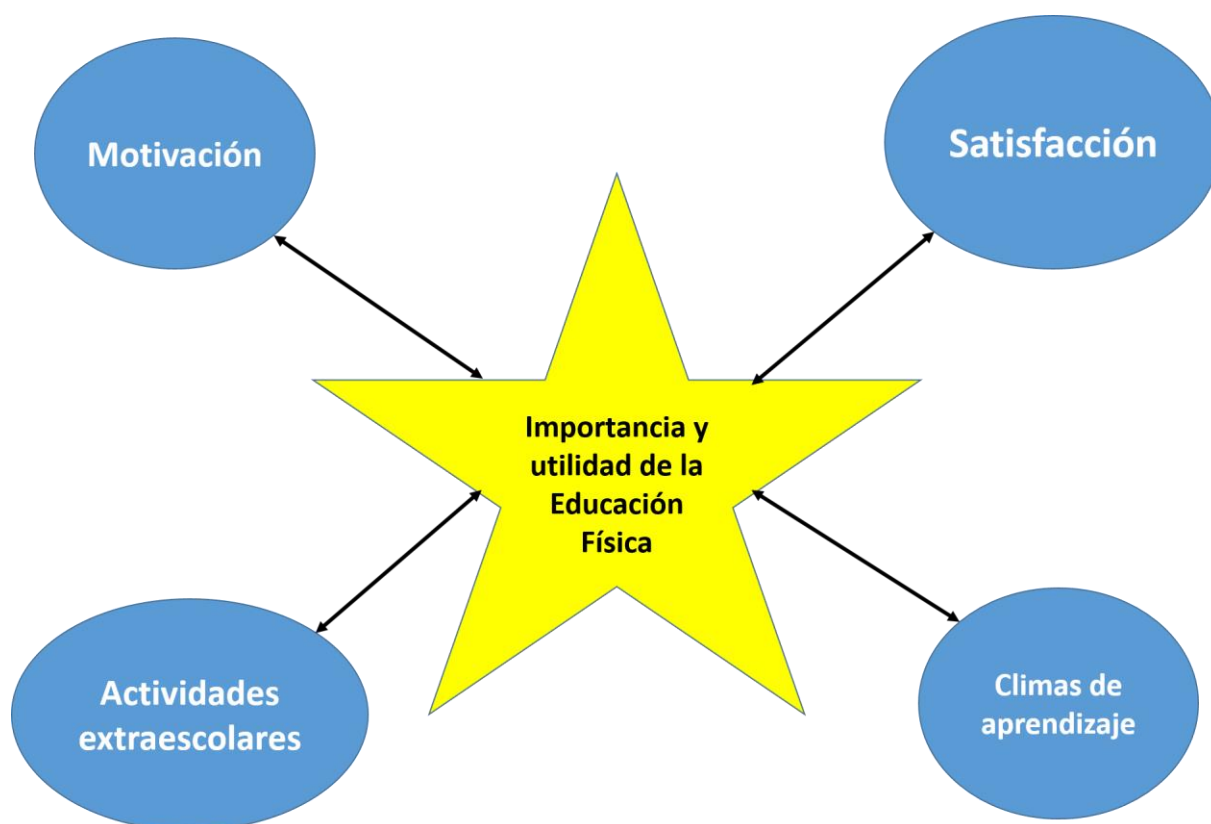 Motivación
Satisfacción
Importancia y
utilidad de la
Educación
Física
Actividades
extraescolares
Climas de
aprendizaje